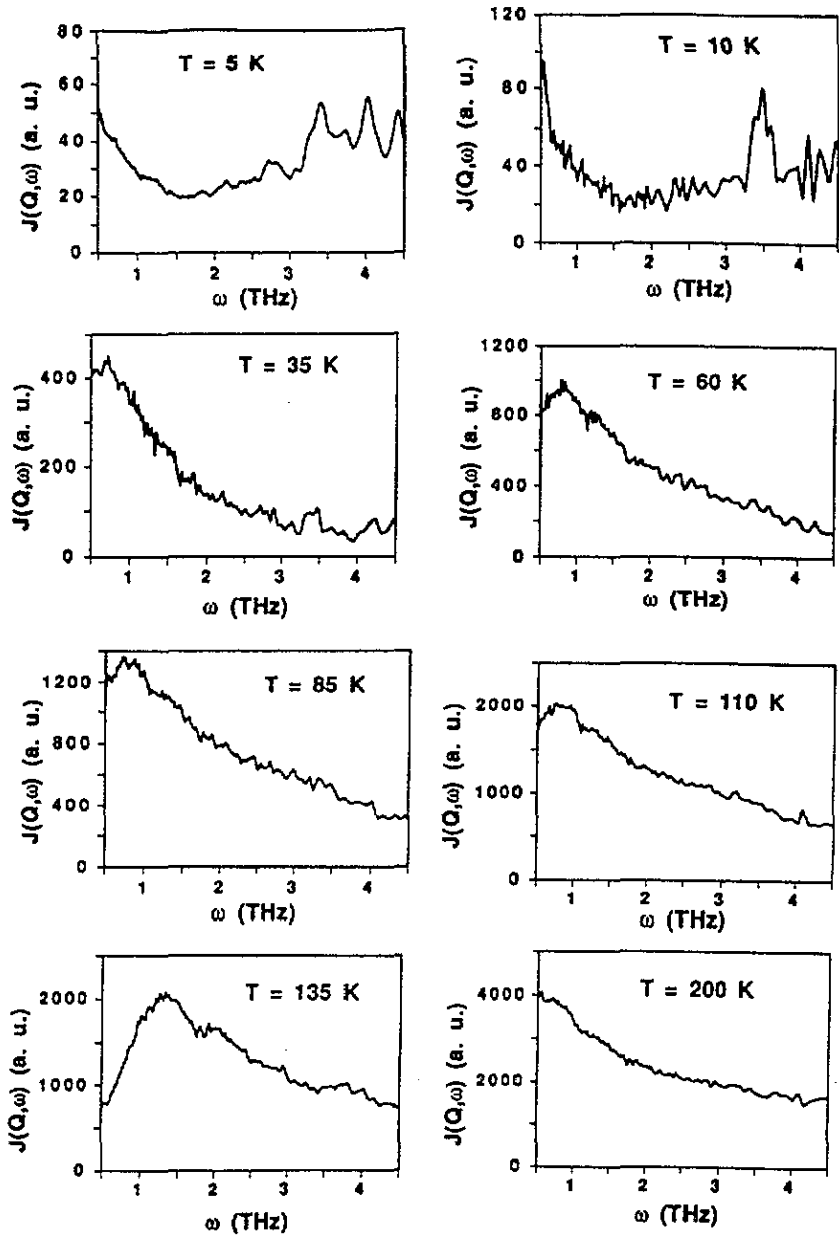 J(Q,ω) (a. u.)
80
60
40
20
0
T = 5 K
1 2 3 4
ω (THz)
J(Q,ω) (a. u.)
120
80
40
0
T = 10 K
1 2 3 4
ω (THz)
J(Q,ω) (a. u.)
400
200
0
T = 35 K
1 2 3 4
ω (THz)
J(Q,ω) (a. u.)
1200
800
400
0
T = 60 K
1 2 3 4
ω (THz)
J(Q,ω) (a. u.)
1200
800
400
0
T = 85 K
1 2 3 4
ω (THz)
J(Q,ω) (a. u.)
2000
1000
0
T = 110 K
1 2 3 4
ω (THz)
J(Q,ω) (a. u.)
2000
1000
0
T = 135 K
1 2 3 4
ω (THz)
J(Q,ω) (a. u.)
4000
2000
0
T = 200 K
1 2 3 4
ω (THz)